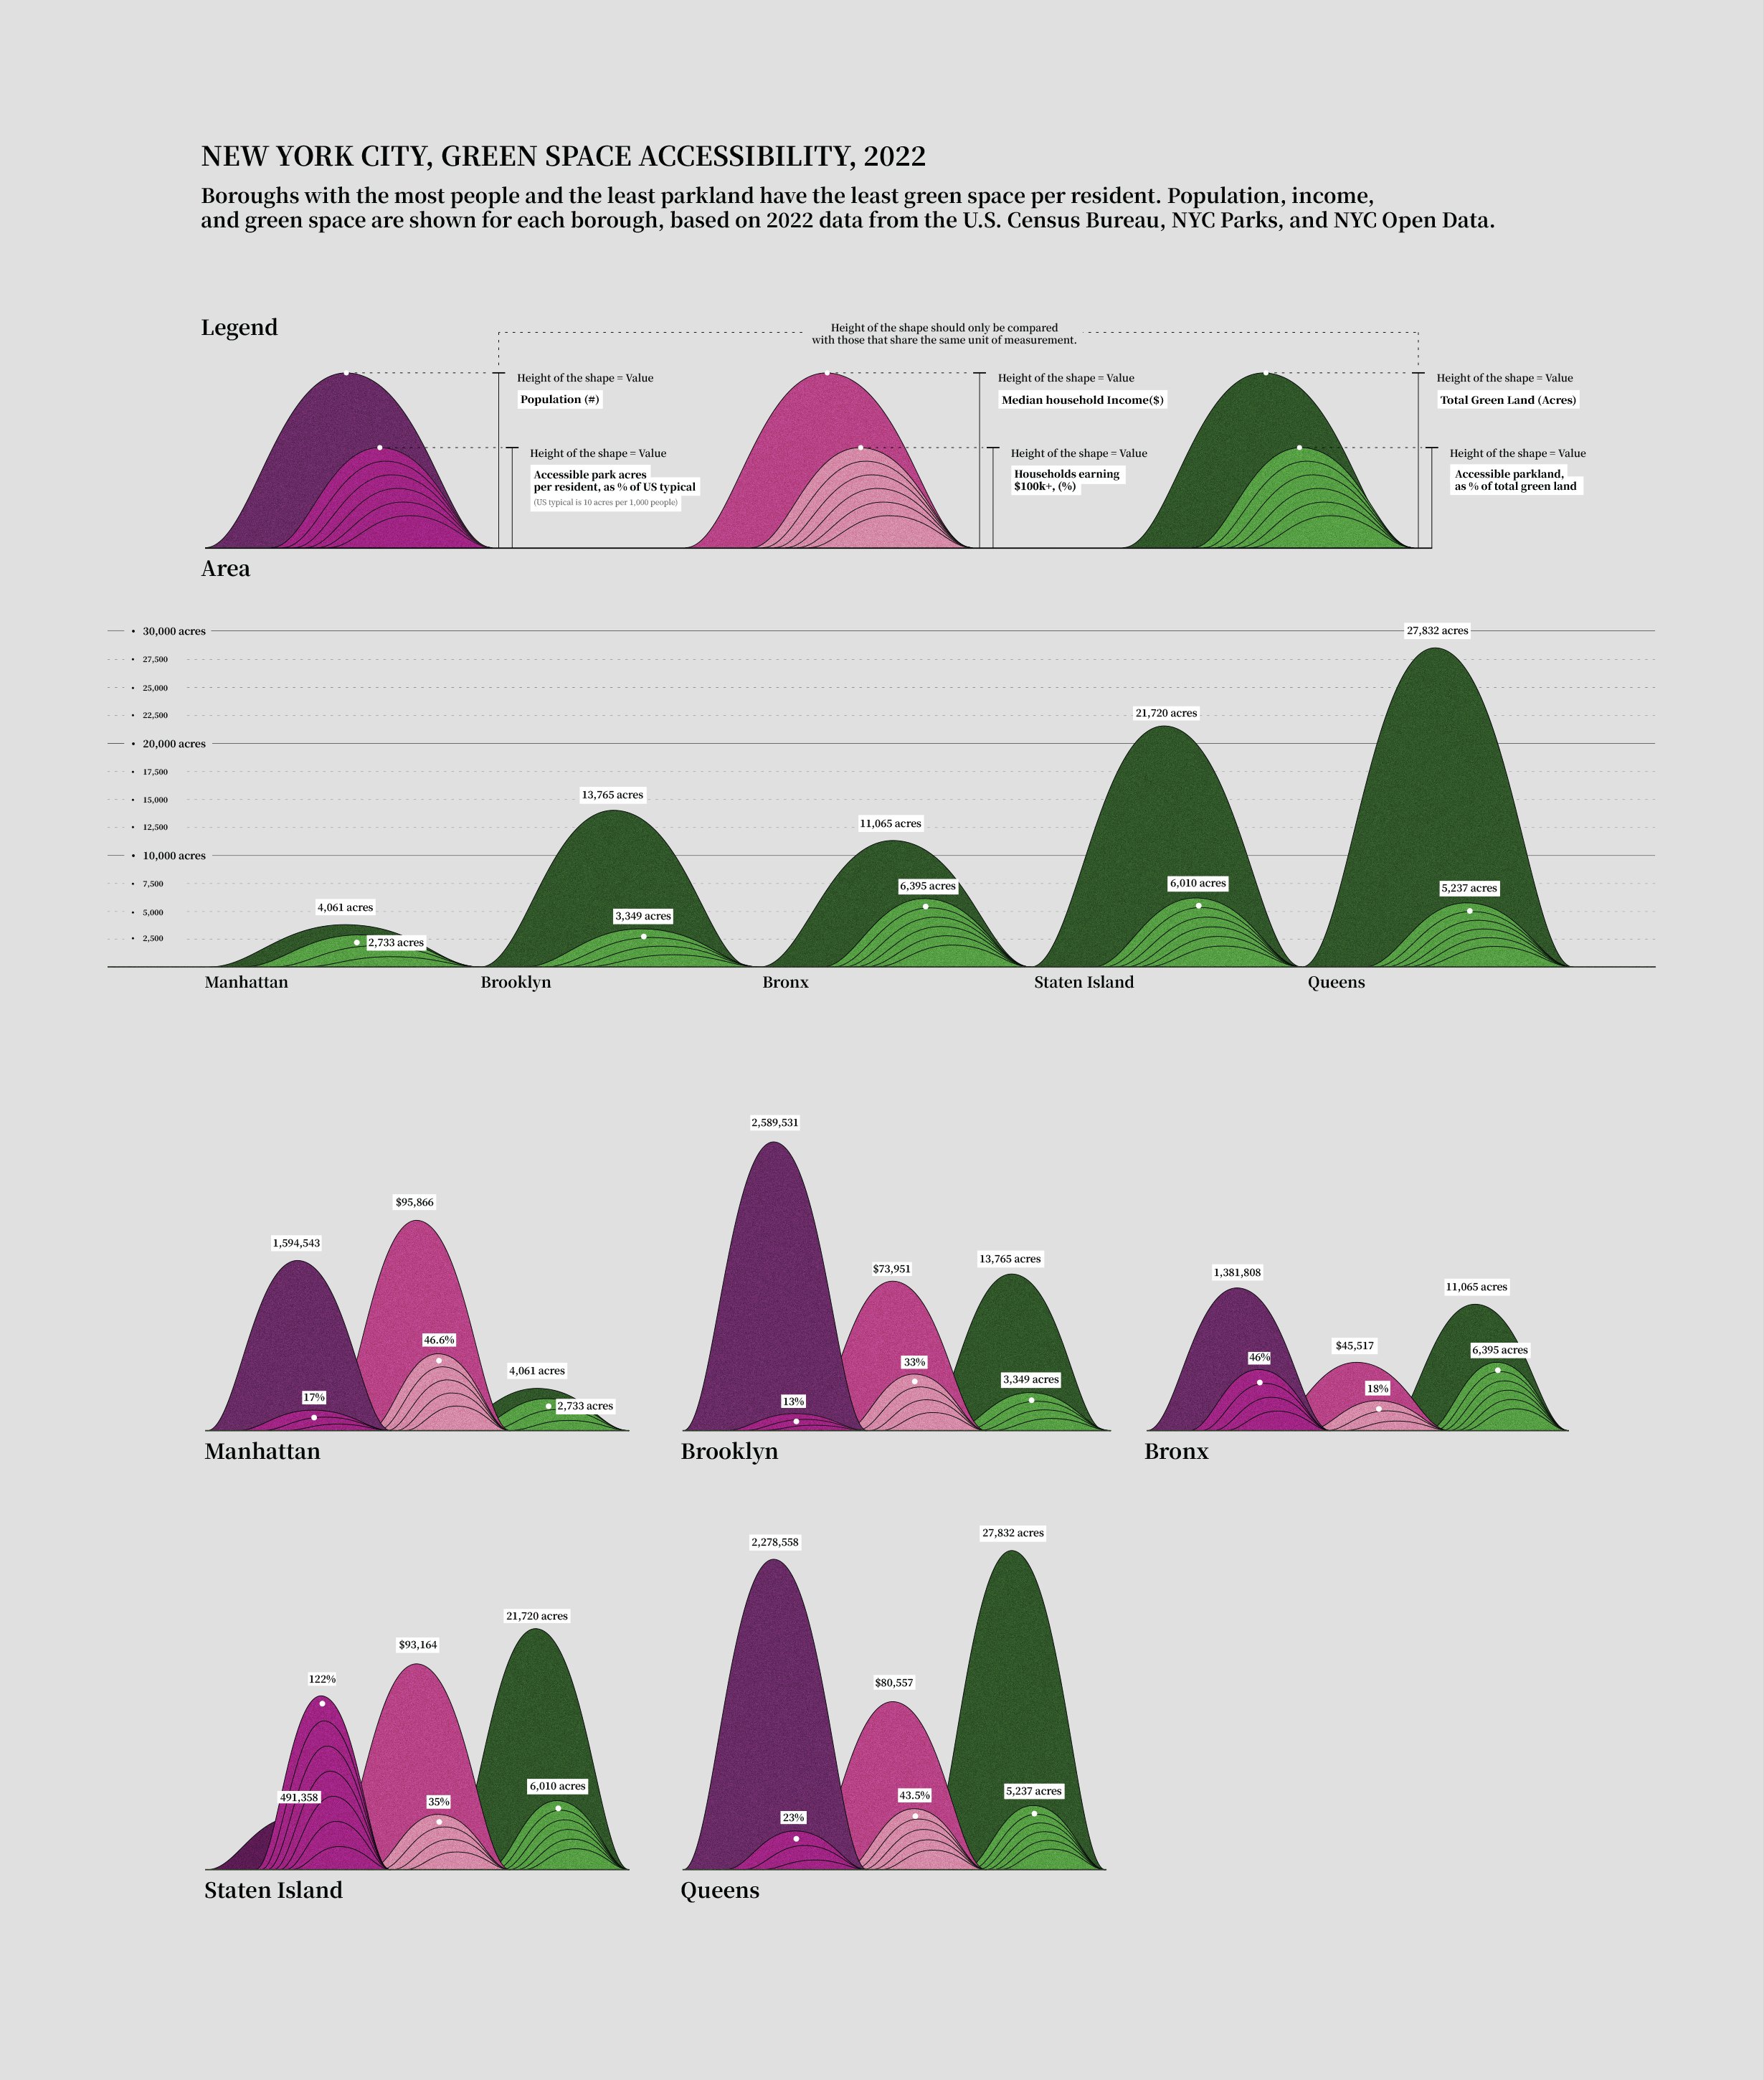 NEW YORK CITY, GREEN SPACE ACCESSIBILITY, 2022
Boroughs with the most people and the least parkland have the least green space per resident. Population, income,
and green space are shown for each borough, based on 2022 data from the U.S. Census Bureau, NYC Parks, and NYC Open Data.
Legend
Height of the shape should only be compared
with those that share the same unit of measurement.
Height of the shape = Value
Population (#)
Height of the shape = Value
Accessible park acres
per resident, as % of US typical
(US typical is 10 acres per 1,000 people)
Height of the shape = Value
Median household Income($)
Height of the shape = Value
Households earning
$100k+, (%)
Height of the shape = Value
Total Green Land (Acres)
Height of the shape = Value
Accessible parkland,
as % of total green land
Area
• 30,000 acres
• 27,500
• 25,000
• 22,500
• 20,000 acres
• 17,500
• 15,000
• 12,500
• 10,000 acres
• 7,500
• 5,000
• 2,500
4,061 acres
2,733 acres
13,765 acres
3,349 acres
11,065 acres
6,395 acres
21,720 acres
6,010 acres
27,832 acres
5,237 acres
Manhattan
Brooklyn
Bronx
Staten Island
Queens
1,594,543
17%
$95,866
46.6%
4,061 acres
2,733 acres
Manhattan
2,589,531
13%
$73,951
33%
13,765 acres
3,349 acres
Brooklyn
1,381,808
46%
$45,517
18%
11,065 acres
6,395 acres
Bronx
122%
491,358
$93,164
35%
21,720 acres
6,010 acres
Staten Island
2,278,558
23%
$80,557
43.5%
27,832 acres
5,237 acres
Queens